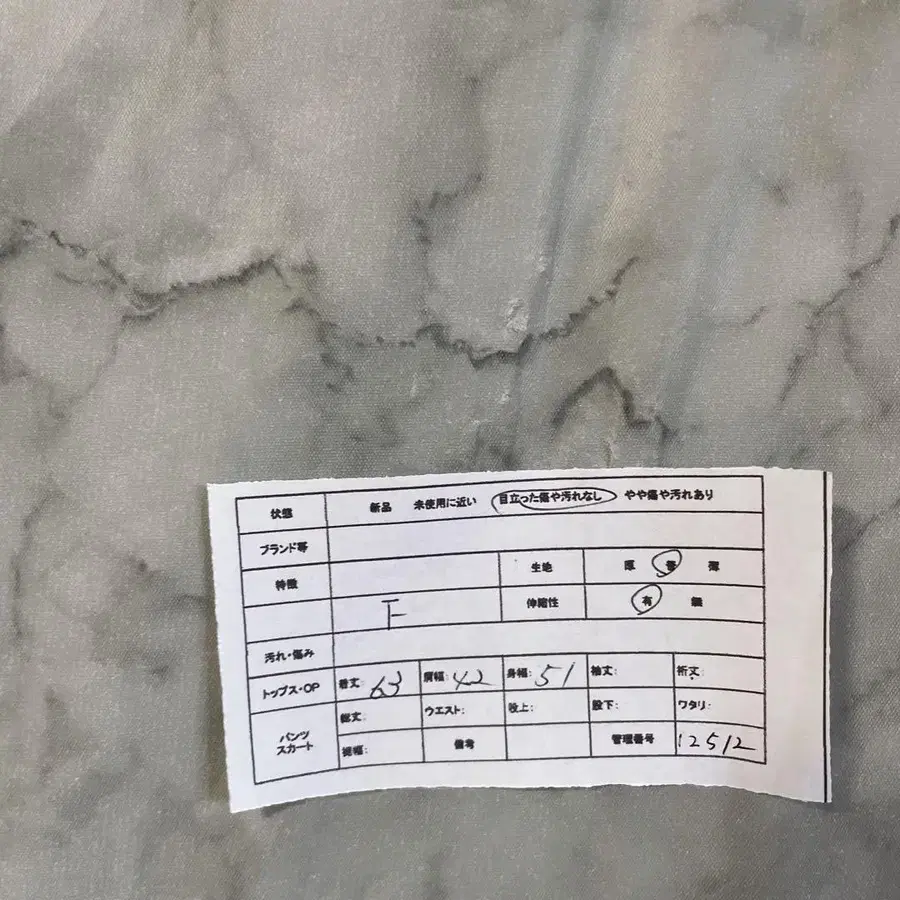 状態 新品 未使用に近い 目立った傷や汚れなし やや傷や汚れあり
ブランド等
特徴 生地 厚 普 薄
F 伸縮性 有 無
汚れ・傷み
トップス・OP 着丈: 63 肩幅: 42 身幅: 51 袖丈: 裄丈:
パンツ スカート 総丈: ウエスト: 股上: 股下: ワタリ:
裾幅: 備考 管理番号 12512